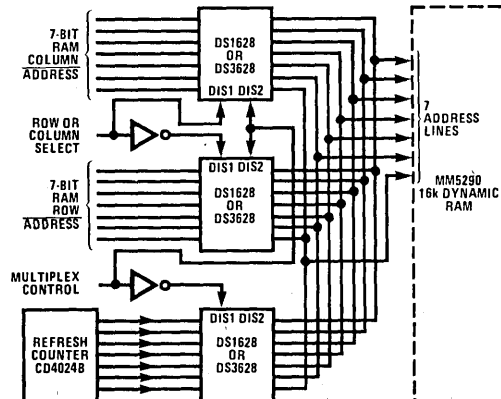 7-BIT
RAM
COLUMN
ADDRESS
DS1628
OR
DS3628
DIS1 DIS2
ROW OR
COLUMN
SELECT
DIS1 DIS2
7-BIT
RAM
ROW
ADDRESS
DS1628
OR
DS3628
7
ADDRESS
LINES
MM5290
16k DYNAMIC
RAM
MULTIPLEX
CONTROL
DIS1 DIS2
REFRESH
COUNTER
CD4024B
DS1628
OR
DS3628